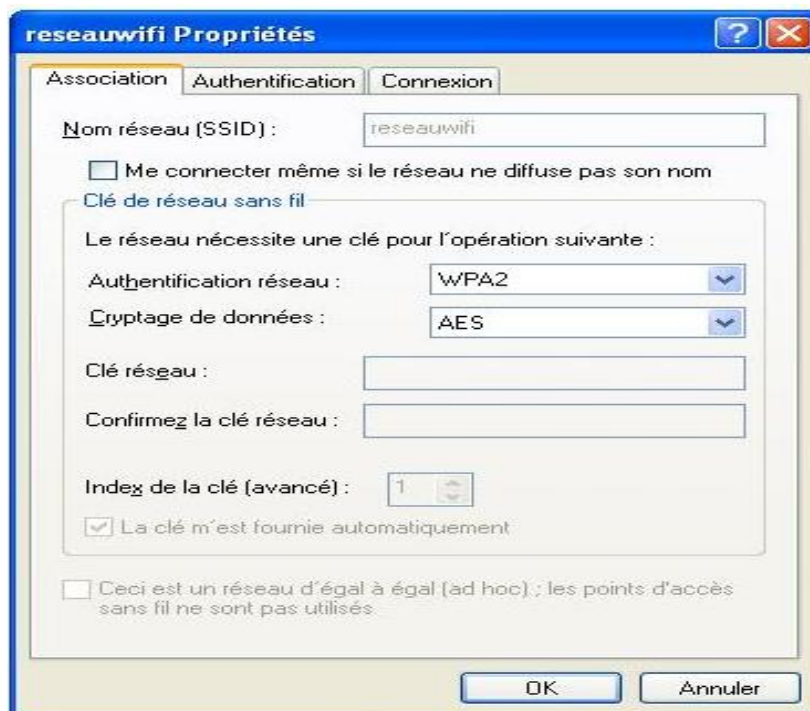 reseauwifi Propriétés
Association
Authentification
Connexion
Nom réseau (SSID) :
reseauwifi
Me connecter même si le réseau ne diffuse pas son nom
Clé de réseau sans fil
Le réseau nécessite une clé pour l'opération suivante :
Authentification réseau :
WPA2
Cryptage de données :
AES
Clé réseau :
Confirmez la clé réseau :
Index de la clé (avancé) :
1
La clé m'est fournie automatiquement
Ceci est un réseau d'égal à égal (ad hoc) ; les points d'accès
sans fil ne sont pas utilisés
OK
Annuler